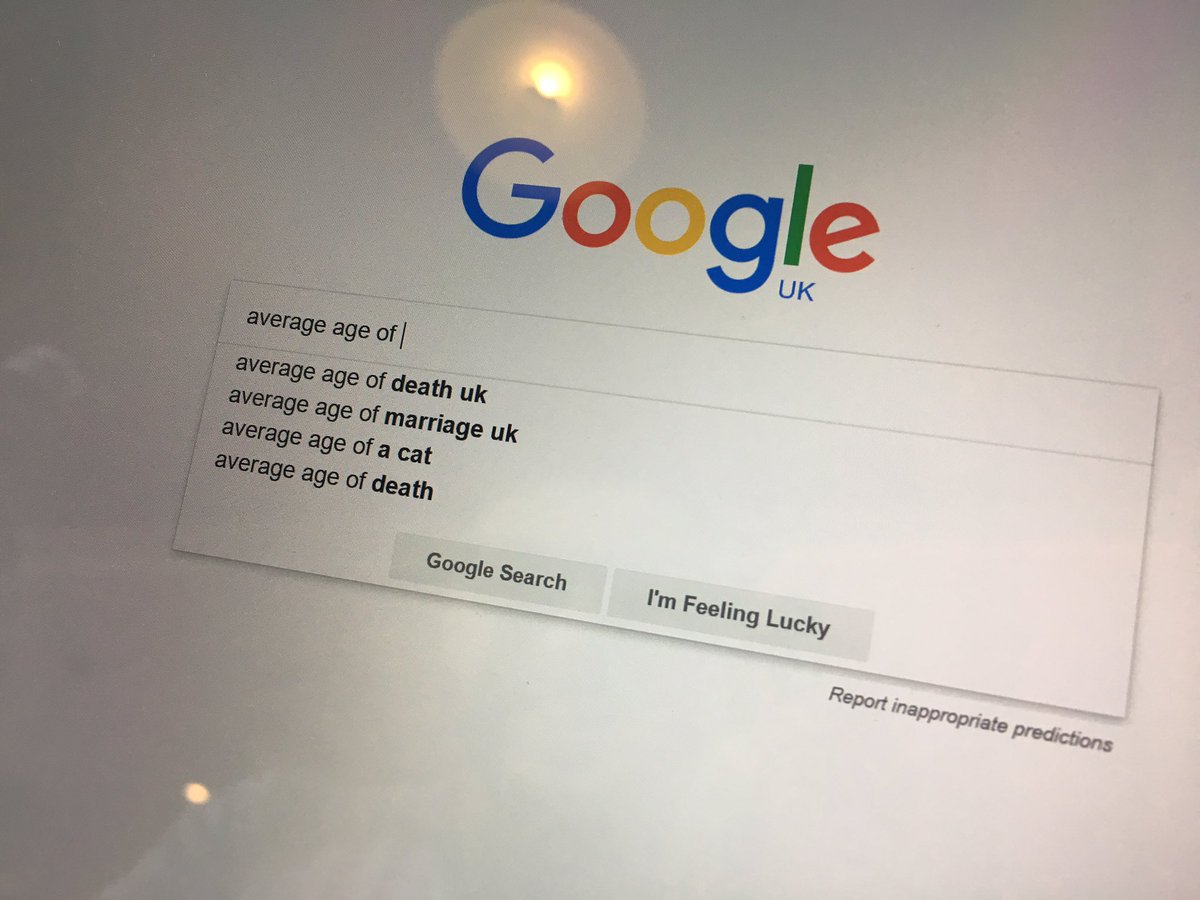 Google
UK
average age of
average age of death uk
average age of marriage uk
average age of a cat
average age of death
Google Search
I'm Feeling Lucky
Report inappropriate predictions